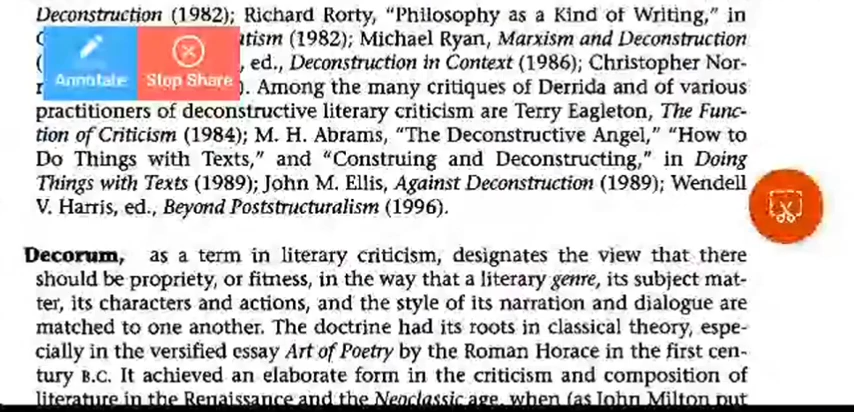 Deconstruction (1982); Richard Rorty, “Philosophy as a Kind of Writing,” in
tism (1982); Michael Ryan, Marxism and Deconstruction
, ed., Deconstruction in Context (1986); Christopher Nor-
). Among the many critiques of Derrida and of various
Annotate
Stop Share
practitioners of deconstructive literary criticism are Terry Eagleton, The Func-
tion of Criticism (1984); M. H. Abrams, “The Deconstructive Angel,” “How to
Do Things with Texts,” and “Construing and Deconstructing,” in Doing
Things with Texts (1989); John M. Ellis, Against Deconstruction (1989); Wendell
V. Harris, ed., Beyond Poststructuralism (1996).
Decorum, as a term in literary criticism, designates the view that there
should be propriety, or fitness, in the way that a literary genre, its subject mat-
ter, its characters and actions, and the style of its narration and dialogue are
matched to one another. The doctrine had its roots in classical theory, espe-
cially in the versified essay Art of Poetry by the Roman Horace in the first cen-
tury B.C. It achieved an elaborate form in the criticism and composition of
literature in the Renaissance and the Neoclassic age, when (as John Milton put